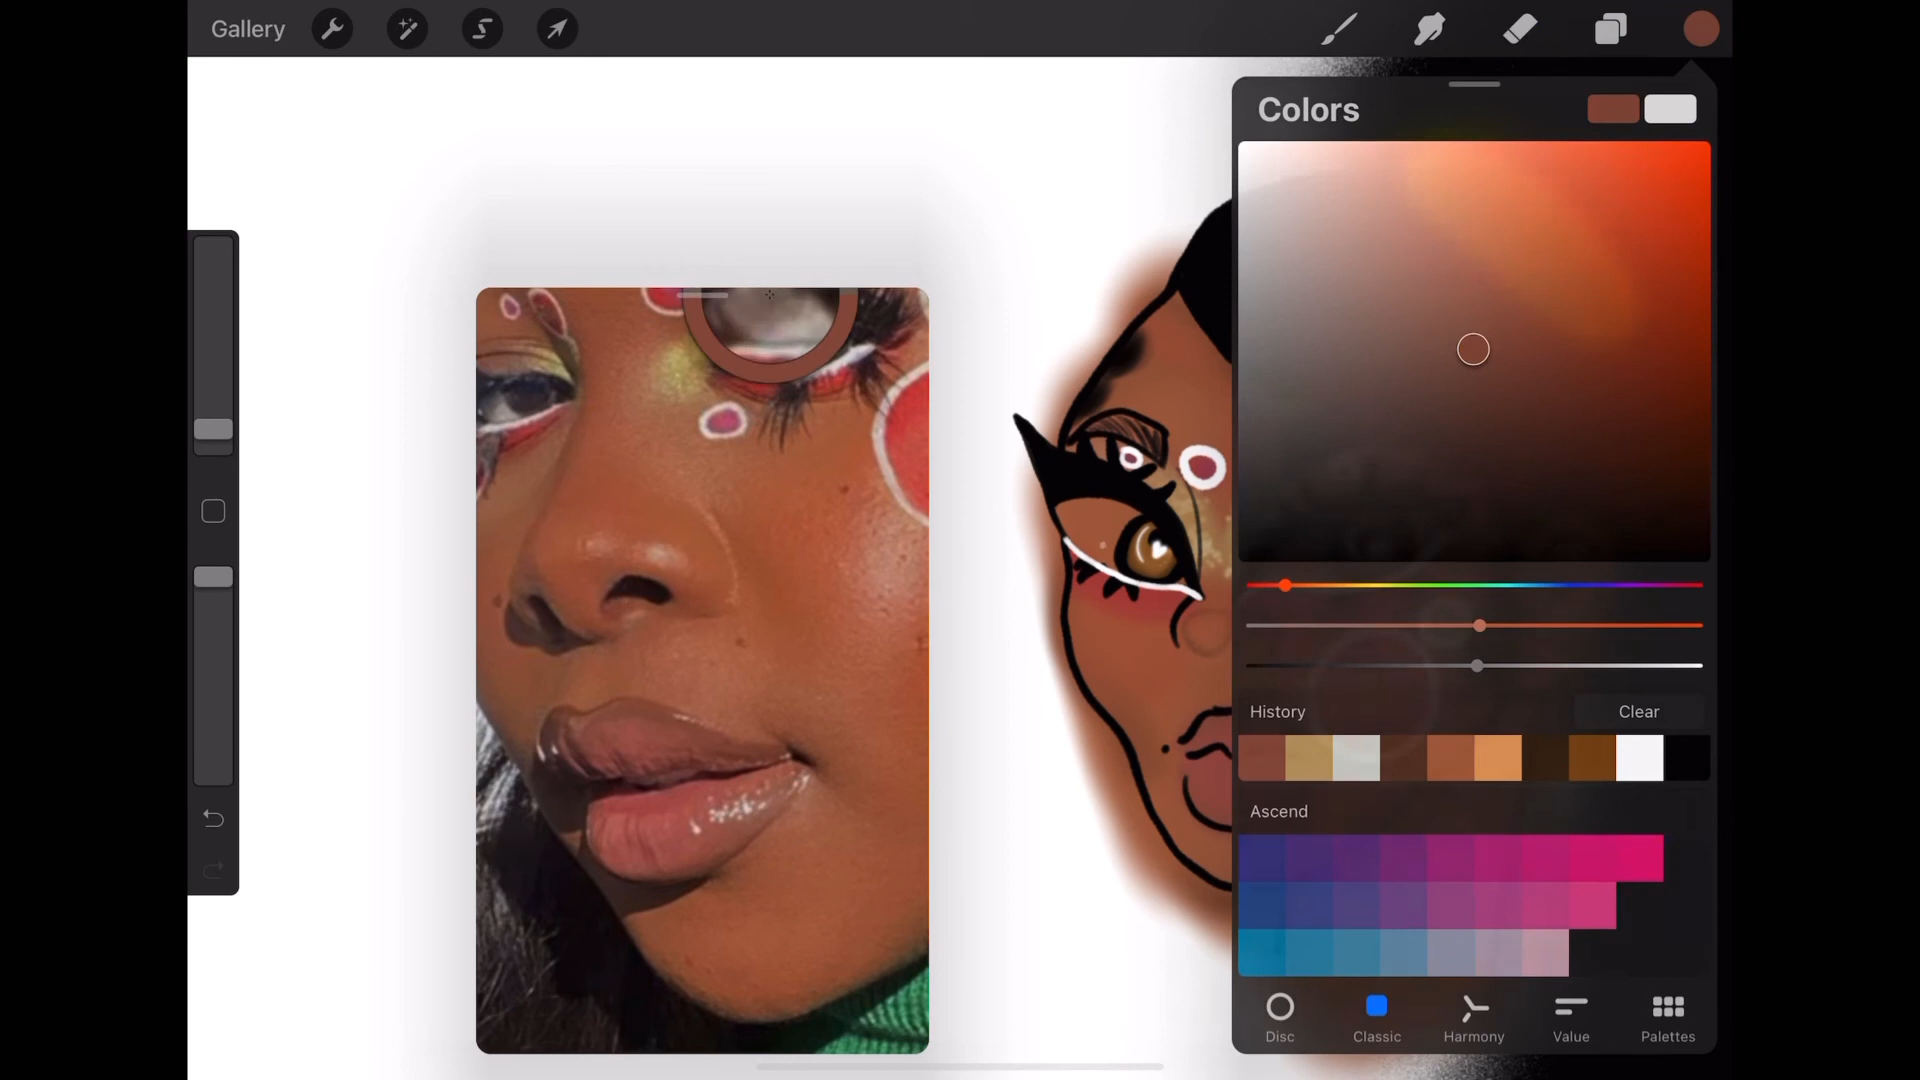 Gallery
Colors
History
Clear
Ascend
Disc
Classic
Harmony
Value
Palettes